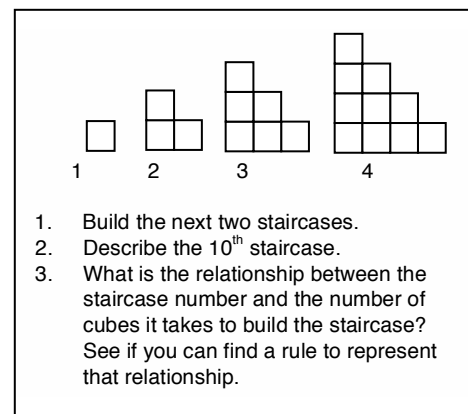 1 2 3 4
1. Build the next two staircases.
2. Describe the 10th staircase.
3. What is the relationship between the
staircase number and the number of
cubes it takes to build the staircase?
See if you can find a rule to represent
that relationship.